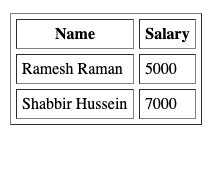 Name Salary
Ramesh Raman 5000
Shabbir Hussein 7000